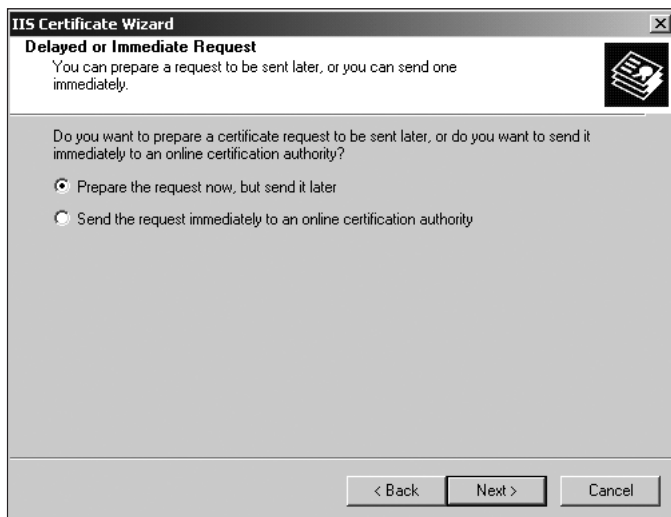 IIS Certificate Wizard
Delayed or Immediate Request
You can prepare a request to be sent later, or you can send one
immediately.
Do you want to prepare a certificate request to be sent later, or do you want to send it
immediately to an online certification authority?
Prepare the request now, but send it later
Send the request immediately to an online certification authority
< Back
Next >
Cancel